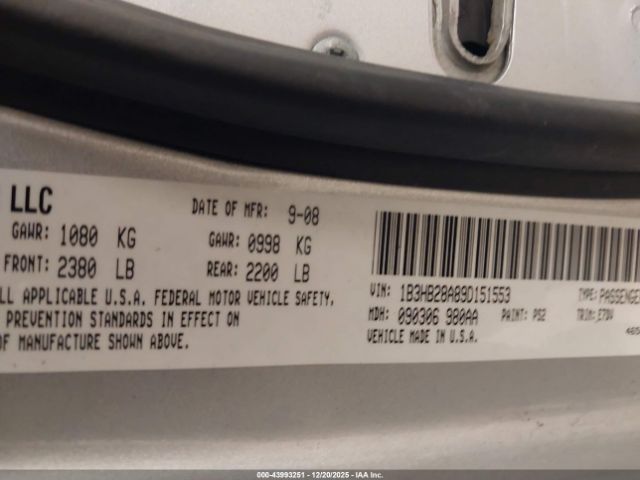 LLC
DATE OF MFR: 9-08
GAWR: 1080 KG
GAWR: 0998 KG
FRONT: 2380 LB
REAR: 2200 LB
LL APPLICABLE U.S.A. FEDERAL MOTOR VEHICLE SAFETY,
PREVENTION STANDARDS IN EFFECT ON
OF MANUFACTURE SHOWN ABOVE.
VIN: 1B3HB28A89D151553
TYPE: PASSENGE
MDH: 090306 980AA
PAINT: PS2
TRIM: E7DV
VEHICLE MADE IN U.S.A.
465
000-43993251 | 12/20/2025 | IAA Inc.